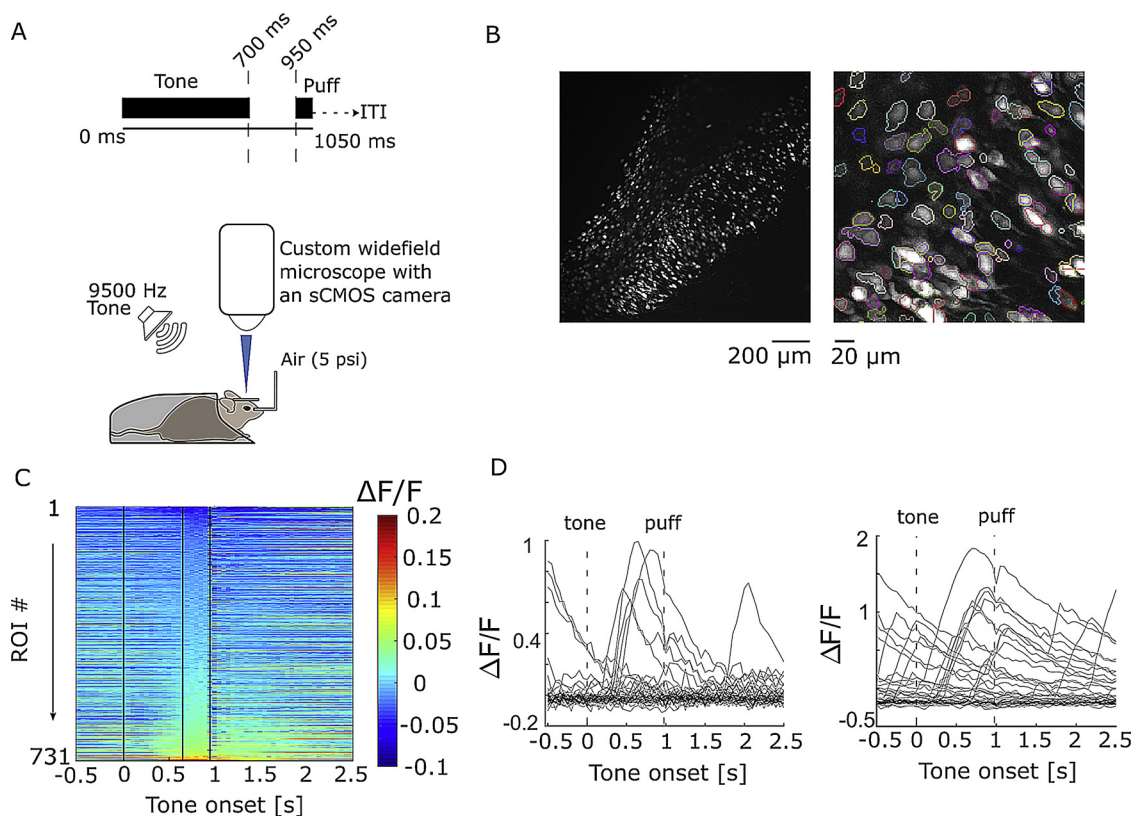 A
700 ms
950 ms
Tone
Puff
ITI
0 ms
1050 ms
9500 Hz
Tone
Custom widefield
microscope with
an sCMOS camera
Air (5 psi)
B
200 µm
20 µm
C
ΔF/F
1
ROI #
731
-0.5 0 0.5 1 1.5 2 2.5
Tone onset [s]
0.2
0.15
0.1
0.05
0
-0.05
-0.1
D
tone puff
1
0.4
-0.2
ΔF/F
-0.5 0 0.5 1 1.5 2 2.5
Tone onset [s]
tone puff
2
1
-0.5
ΔF/F
-0.5 0 0.5 1 1.5 2 2.5
Tone onset [s]